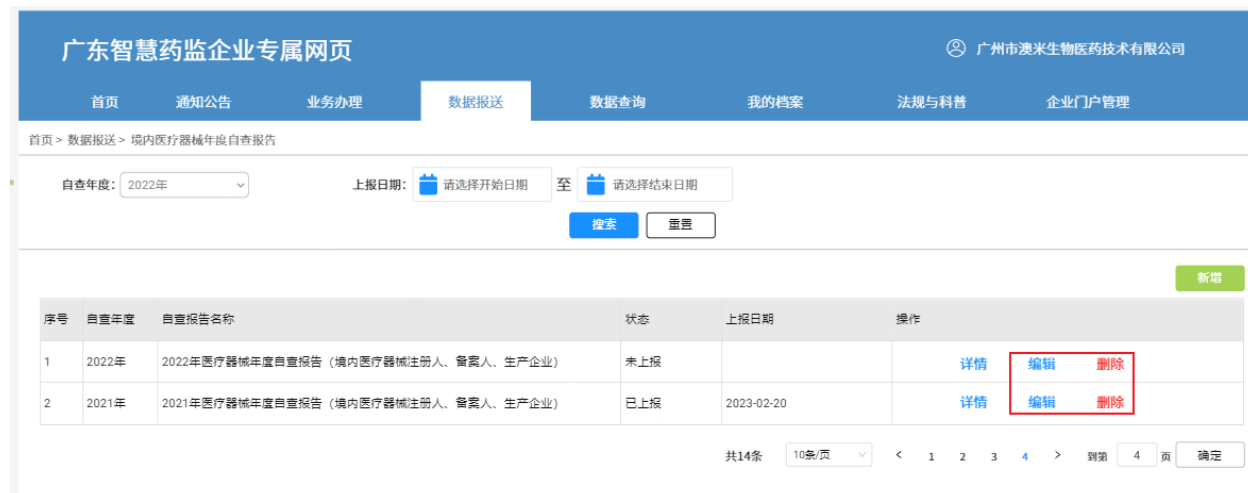 广东智慧药监企业专属网页 广州市澳米生物医药技术有限公司
首页 通知公告 业务办理 数据报送 数据查询 我的档案 法规与科普 企业门户管理
首页 > 数据报送 > 境内医疗器械年度自查报告
自查年度： 2022年 上报日期： 请选择开始日期 至 请选择结束日期
搜索 重置
新增
序号 自查年度 自查报告名称 状态 上报日期 操作
1 2022年 2022年医疗器械年度自查报告（境内医疗器械注册人、备案人、生产企业） 未上报 详情 编辑 删除
2 2021年 2021年医疗器械年度自查报告（境内医疗器械注册人、备案人、生产企业） 已上报 2023-02-20 详情 编辑 删除
共14条 10条/页 < 1 2 3 4 > 到第 4 页 确定